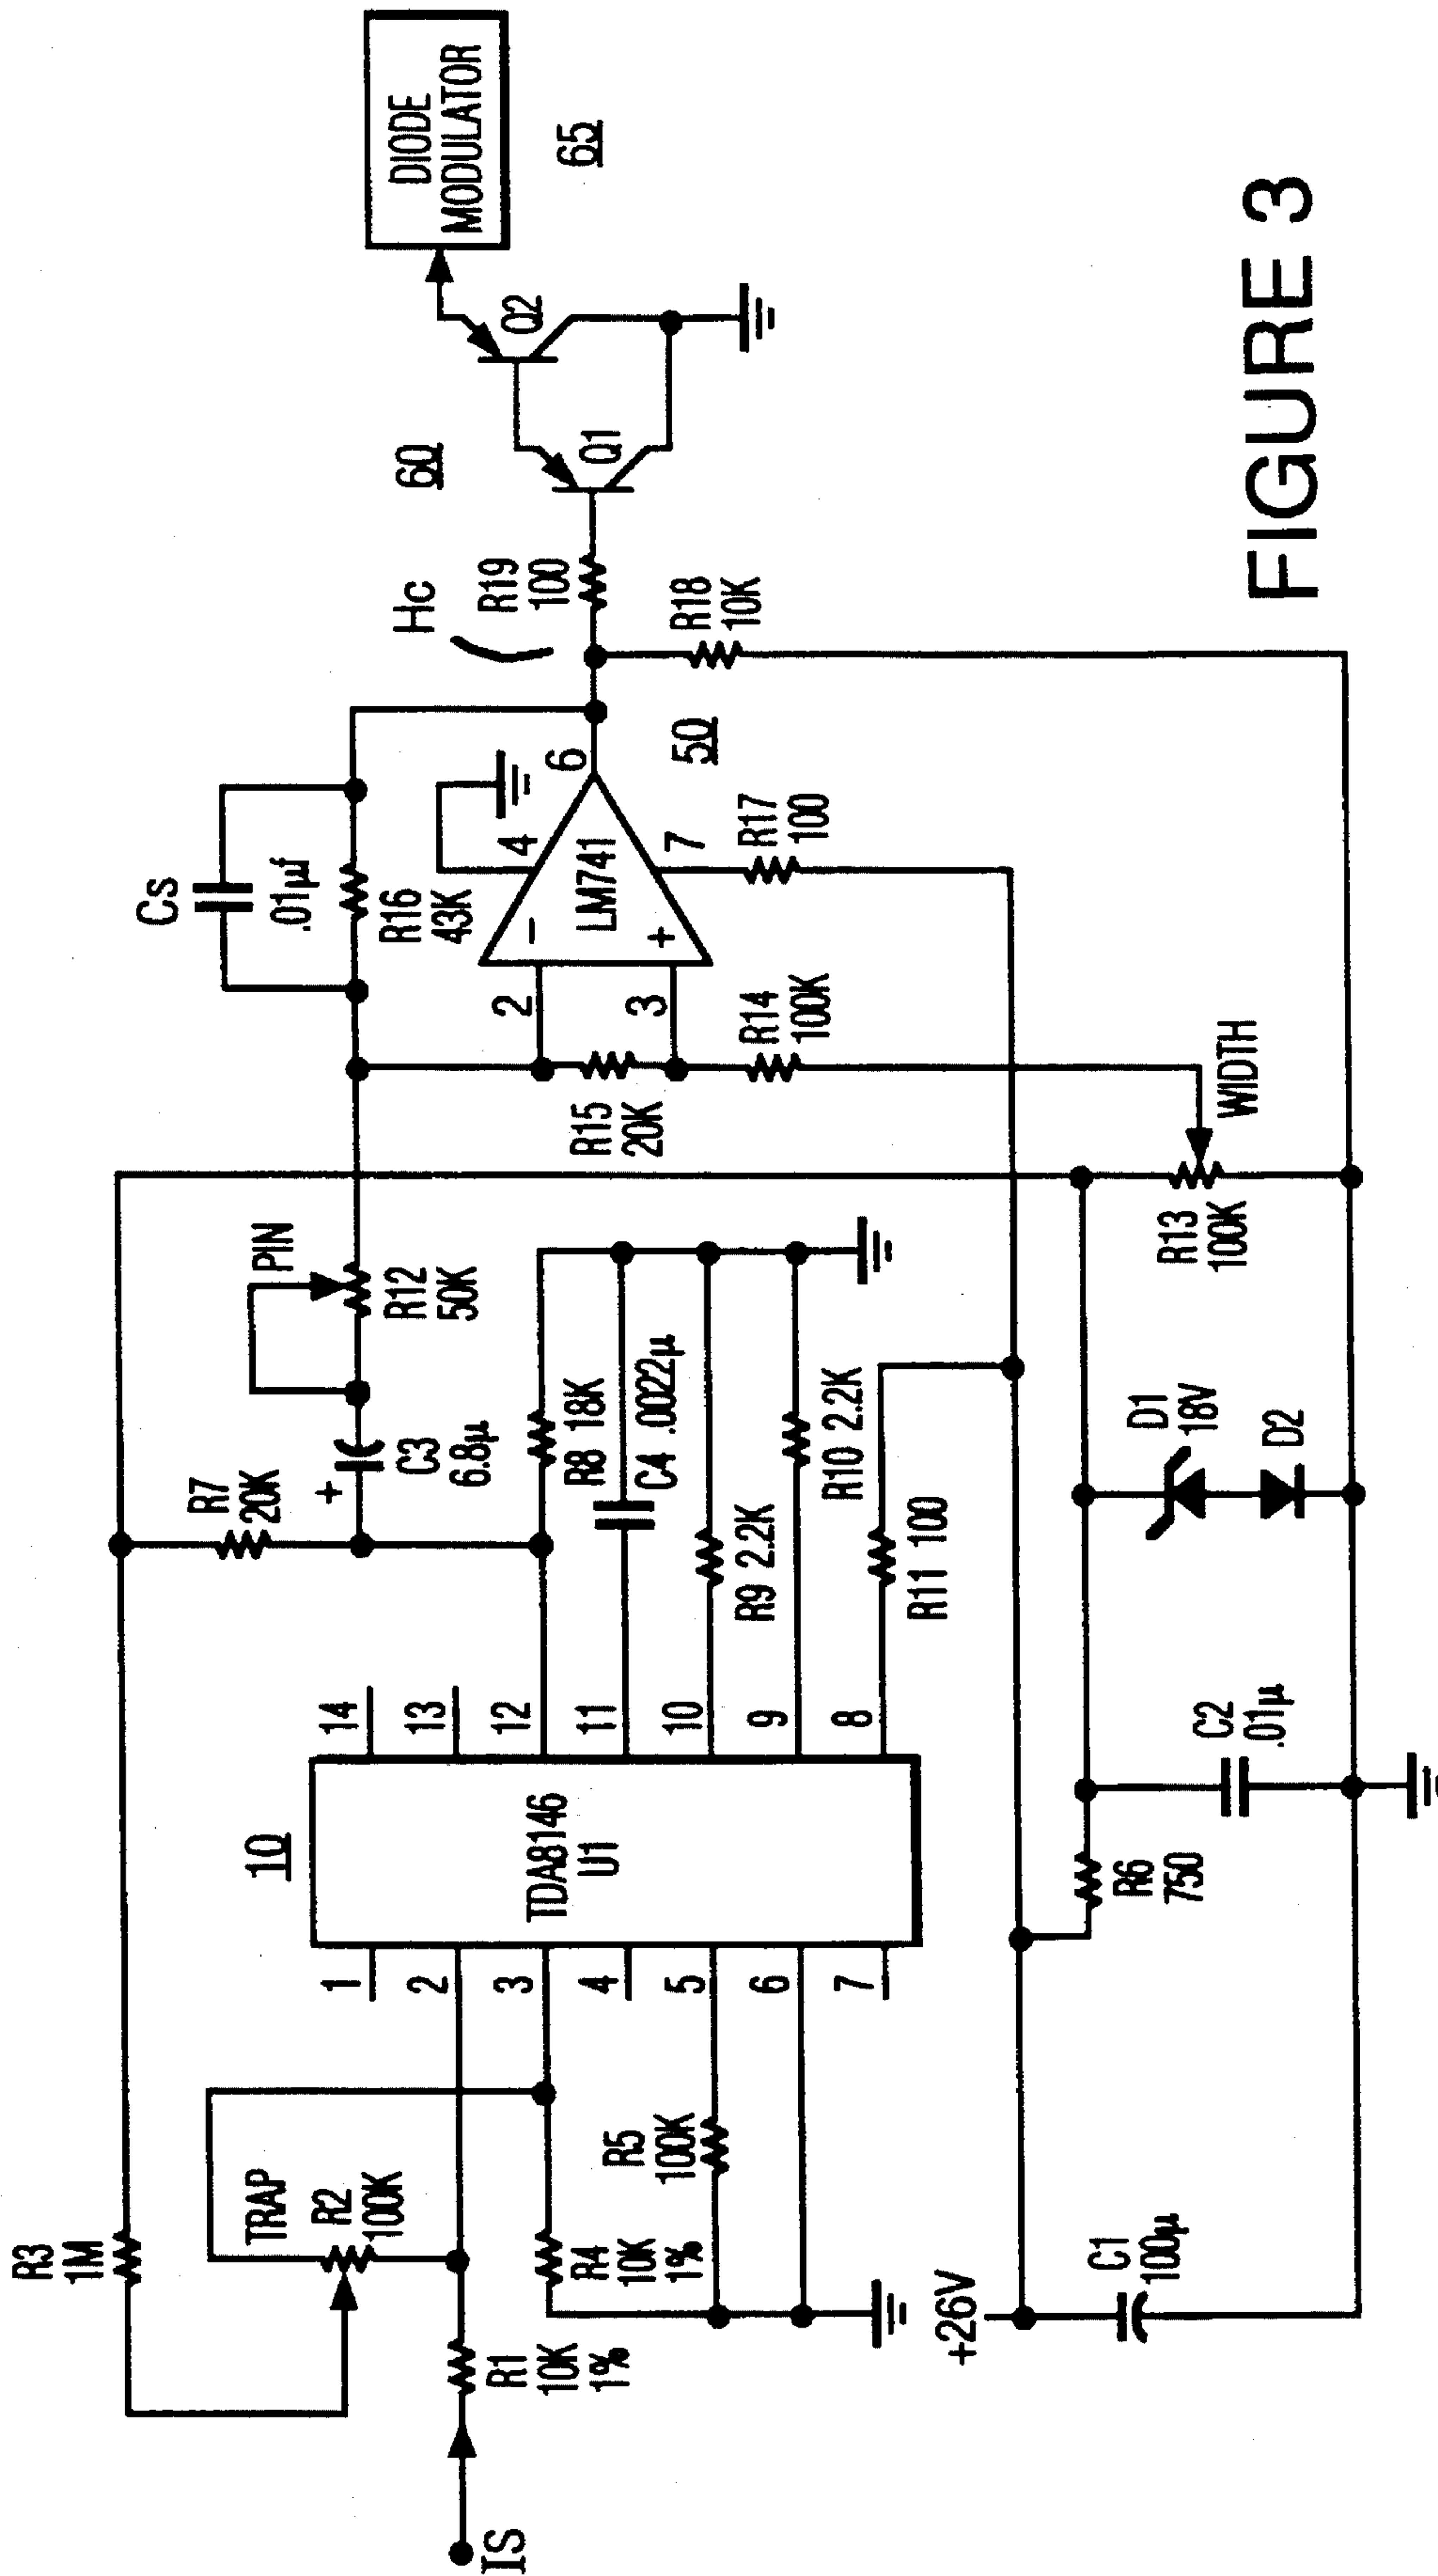 R3
1M
TRAP
R2
100K
IS
R1
10K
1%
R4
10K
1%
R5
100K
+26V
C1
100µ
10
TDA8146
U1
1
2
3
4
5
6
7
14
13
12
11
10
9
8
R7
20K
+
C3
6.8µ
PIN
R12
50K
R8 18K
C4 .0022µ
R9 2.2K
R10 2.2K
R11 100
R6
750
C2
.01µ
D1
18V
D2
R13
100K
WIDTH
Cs
.01µf
R16
43K
R15
20K
R14
100K
2
3
−
+
LM741
4
7
6
R17
100
50
Hc
R19
100
R18
10K
60
Q1
Q2
DIODE
MODULATOR
65
FIGURE 3